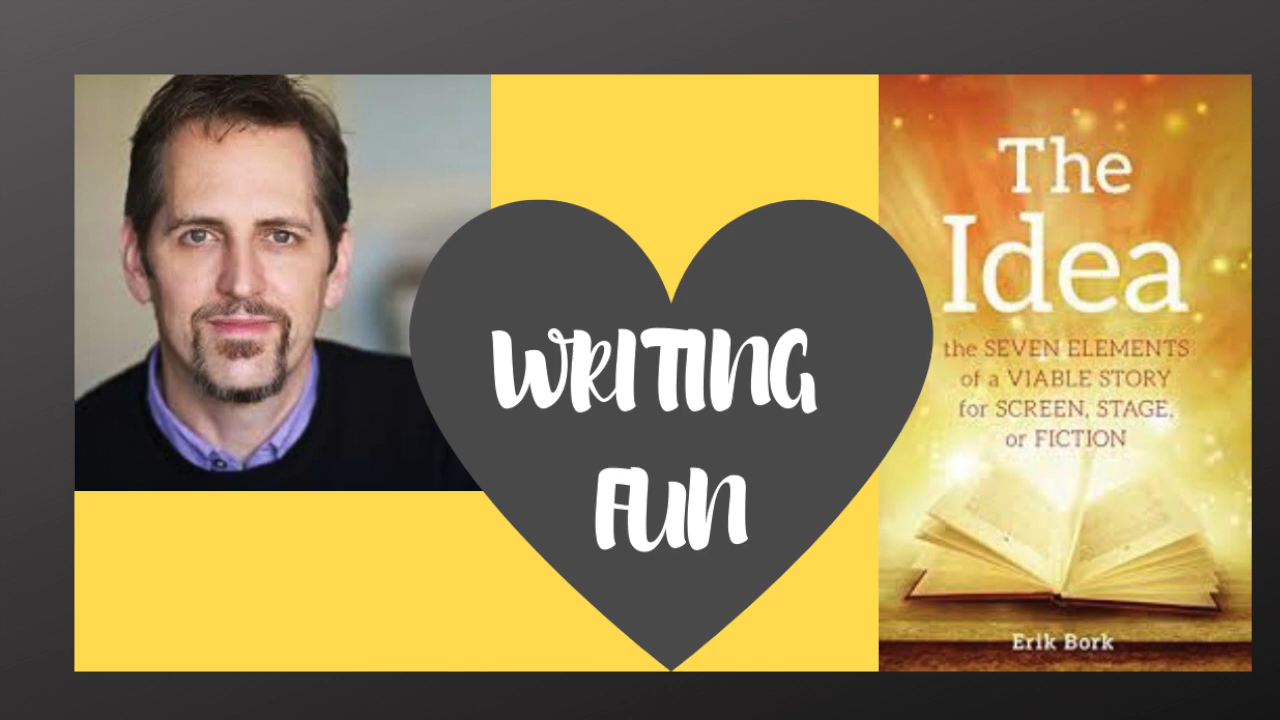 WRITING
FUN
The
Idea
the SEVEN ELEMENTS
of a VIABLE STORY
for SCREEN, STAGE,
or FICTION
Erik Bork